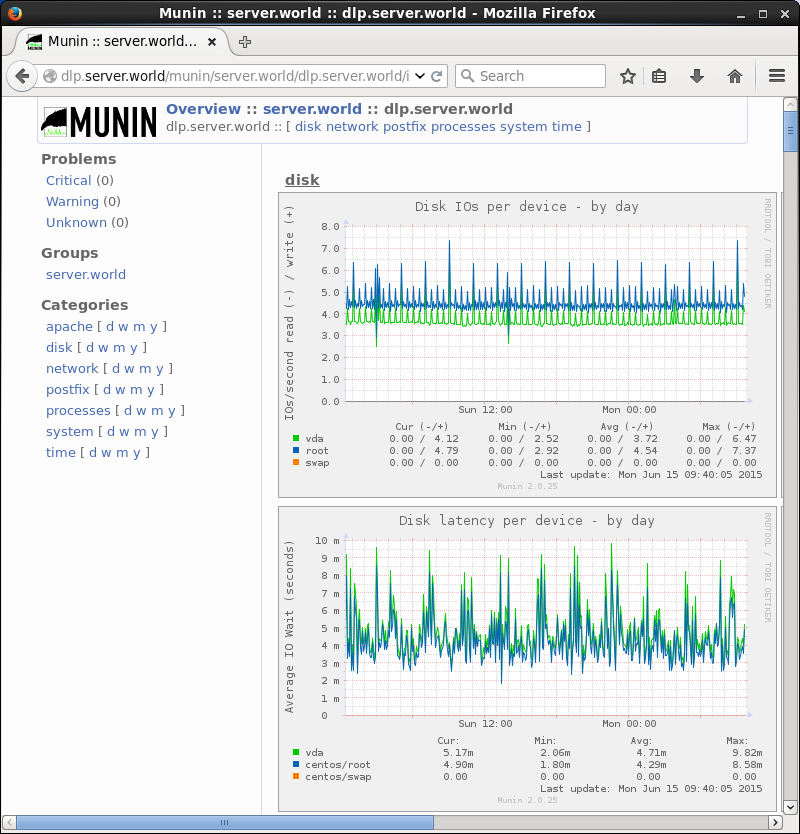 Munin :: server.world :: dlp.server.world - Mozilla Firefox
Munin :: server.world...
dlp.server.world/munin/server.world/dlp.server.world/i
Search
MUNIN
Overview :: server.world :: dlp.server.world
dlp.server.world :: [ disk network postfix processes system time ]
Problems
Critical (0)
Warning (0)
Unknown (0)
Groups
server.world
Categories
apache [ d w m y ]
disk [ d w m y ]
network [ d w m y ]
postfix [ d w m y ]
processes [ d w m y ]
system [ d w m y ]
time [ d w m y ]
disk
Disk IOs per device - by day
RRDTOOL / TOBI OETIKER
IOs/second read (-) / write (+)
8.0
7.0
6.0
5.0
4.0
3.0
2.0
1.0
0.0
Sun 12:00 Mon 00:00
Cur (-/+) Min (-/+) Avg (-/+) Max (-/+)
vda 0.00 / 4.12 0.00 / 2.52 0.00 / 3.72 0.00 / 6.47
root 0.00 / 4.79 0.00 / 2.92 0.00 / 4.54 0.00 / 7.37
swap 0.00 / 0.00 0.00 / 0.00 0.00 / 0.00 0.00 / 0.00
Last update: Mon Jun 15 09:40:05 2015
Munin 2.0.25
Disk latency per device - by day
RRDTOOL / TOBI OETIKER
Average IO Wait (seconds)
10 m
9 m
8 m
7 m
6 m
5 m
4 m
3 m
2 m
1 m
0
Sun 12:00 Mon 00:00
Cur: Min: Avg: Max:
vda 5.17m 2.06m 4.71m 9.82m
centos/root 4.90m 1.80m 4.29m 8.58m
centos/swap 0.00 0.00 0.00 0.00
Last update: Mon Jun 15 09:40:05 2015
Munin 2.0.25